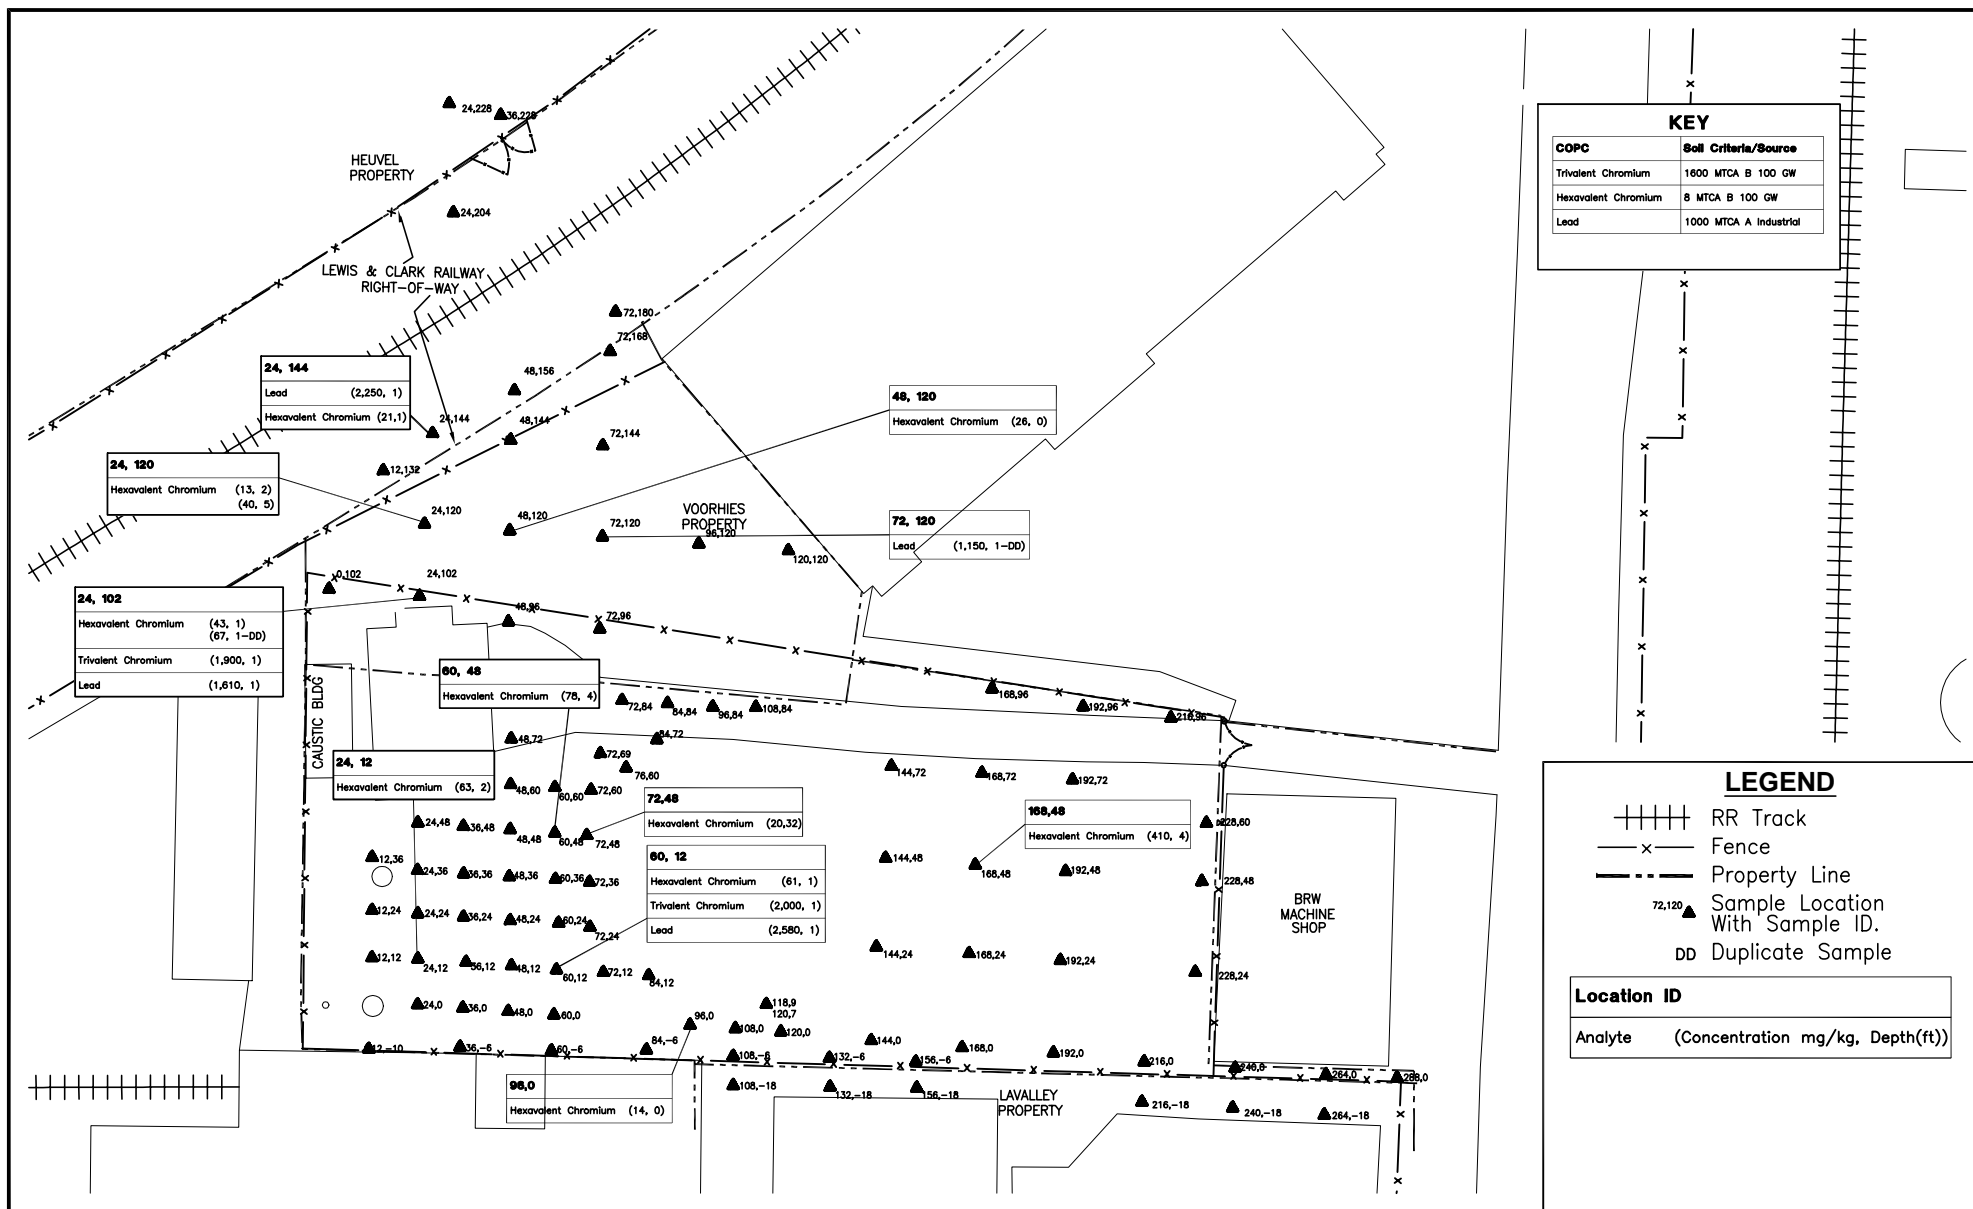 24,228
36,228
HEUVEL
PROPERTY
24,204
LEWIS & CLARK RAILWAY
RIGHT-OF-WAY
72,180
72,168
48,156
24, 144
Lead (2,250, 1)
Hexavalent Chromium (21,1)
24,144
48,144
72,144
12,132
48, 120
Hexavalent Chromium (26, 0)
24, 120
Hexavalent Chromium (13, 2)
(40, 5)
24,120
48,120
72,120
VOORHIES
PROPERTY
96,120
120,120
72, 120
Lead (1,150, 1-DD)
0,102
24,102
24, 102
Hexavalent Chromium (43, 1)
(67, 1-DD)
Trivalent Chromium (1,900, 1)
Lead (1,610, 1)
48,96
72,96
168,96
192,96
216,96
60, 48
Hexavalent Chromium (78, 4)
72,84
84,84
96,84
108,84
CAUSTIC BLDG
48,72
84,72
72,69
76,60
144,72
168,72
192,72
24, 12
Hexavalent Chromium (63, 2)
48,60
60,60
72,60
72,48
Hexavalent Chromium (20,32)
168,48
Hexavalent Chromium (410, 4)
228,60
24,48
36,48
48,48
60,48
72,48
60, 12
Hexavalent Chromium (61, 1)
Trivalent Chromium (2,000, 1)
Lead (2,580, 1)
12,36
24,36
36,36
48,36
60,36
72,36
144,48
168,48
192,48
228,48
12,24
24,24
36,24
48,24
60,24
72,24
BRW
MACHINE
SHOP
12,12
24,12
36,12
48,12
60,12
72,12
84,12
144,24
168,24
192,24
228,24
24,0
36,0
48,0
60,0
96,0
108,0
118,9
120,7
120,0
144,0
168,0
192,0
216,0
240,0
264,0
288,0
12,-10
36,-6
60,-6
84,-6
108,-6
132,-6
156,-6
96,0
Hexavalent Chromium (14, 0)
108,-18
132,-18
156,-18
LAVALLEY
PROPERTY
216,-18
240,-18
264,-18
KEY
COPC Soil Criteria/Source
Trivalent Chromium 1600 MTCA B 100 GW
Hexavalent Chromium 8 MTCA B 100 GW
Lead 1000 MTCA A Industrial
LEGEND
RR Track
Fence
Property Line
72,120 Sample Location
With Sample ID.
DD Duplicate Sample
Location ID
Analyte (Concentration mg/kg, Depth(ft))